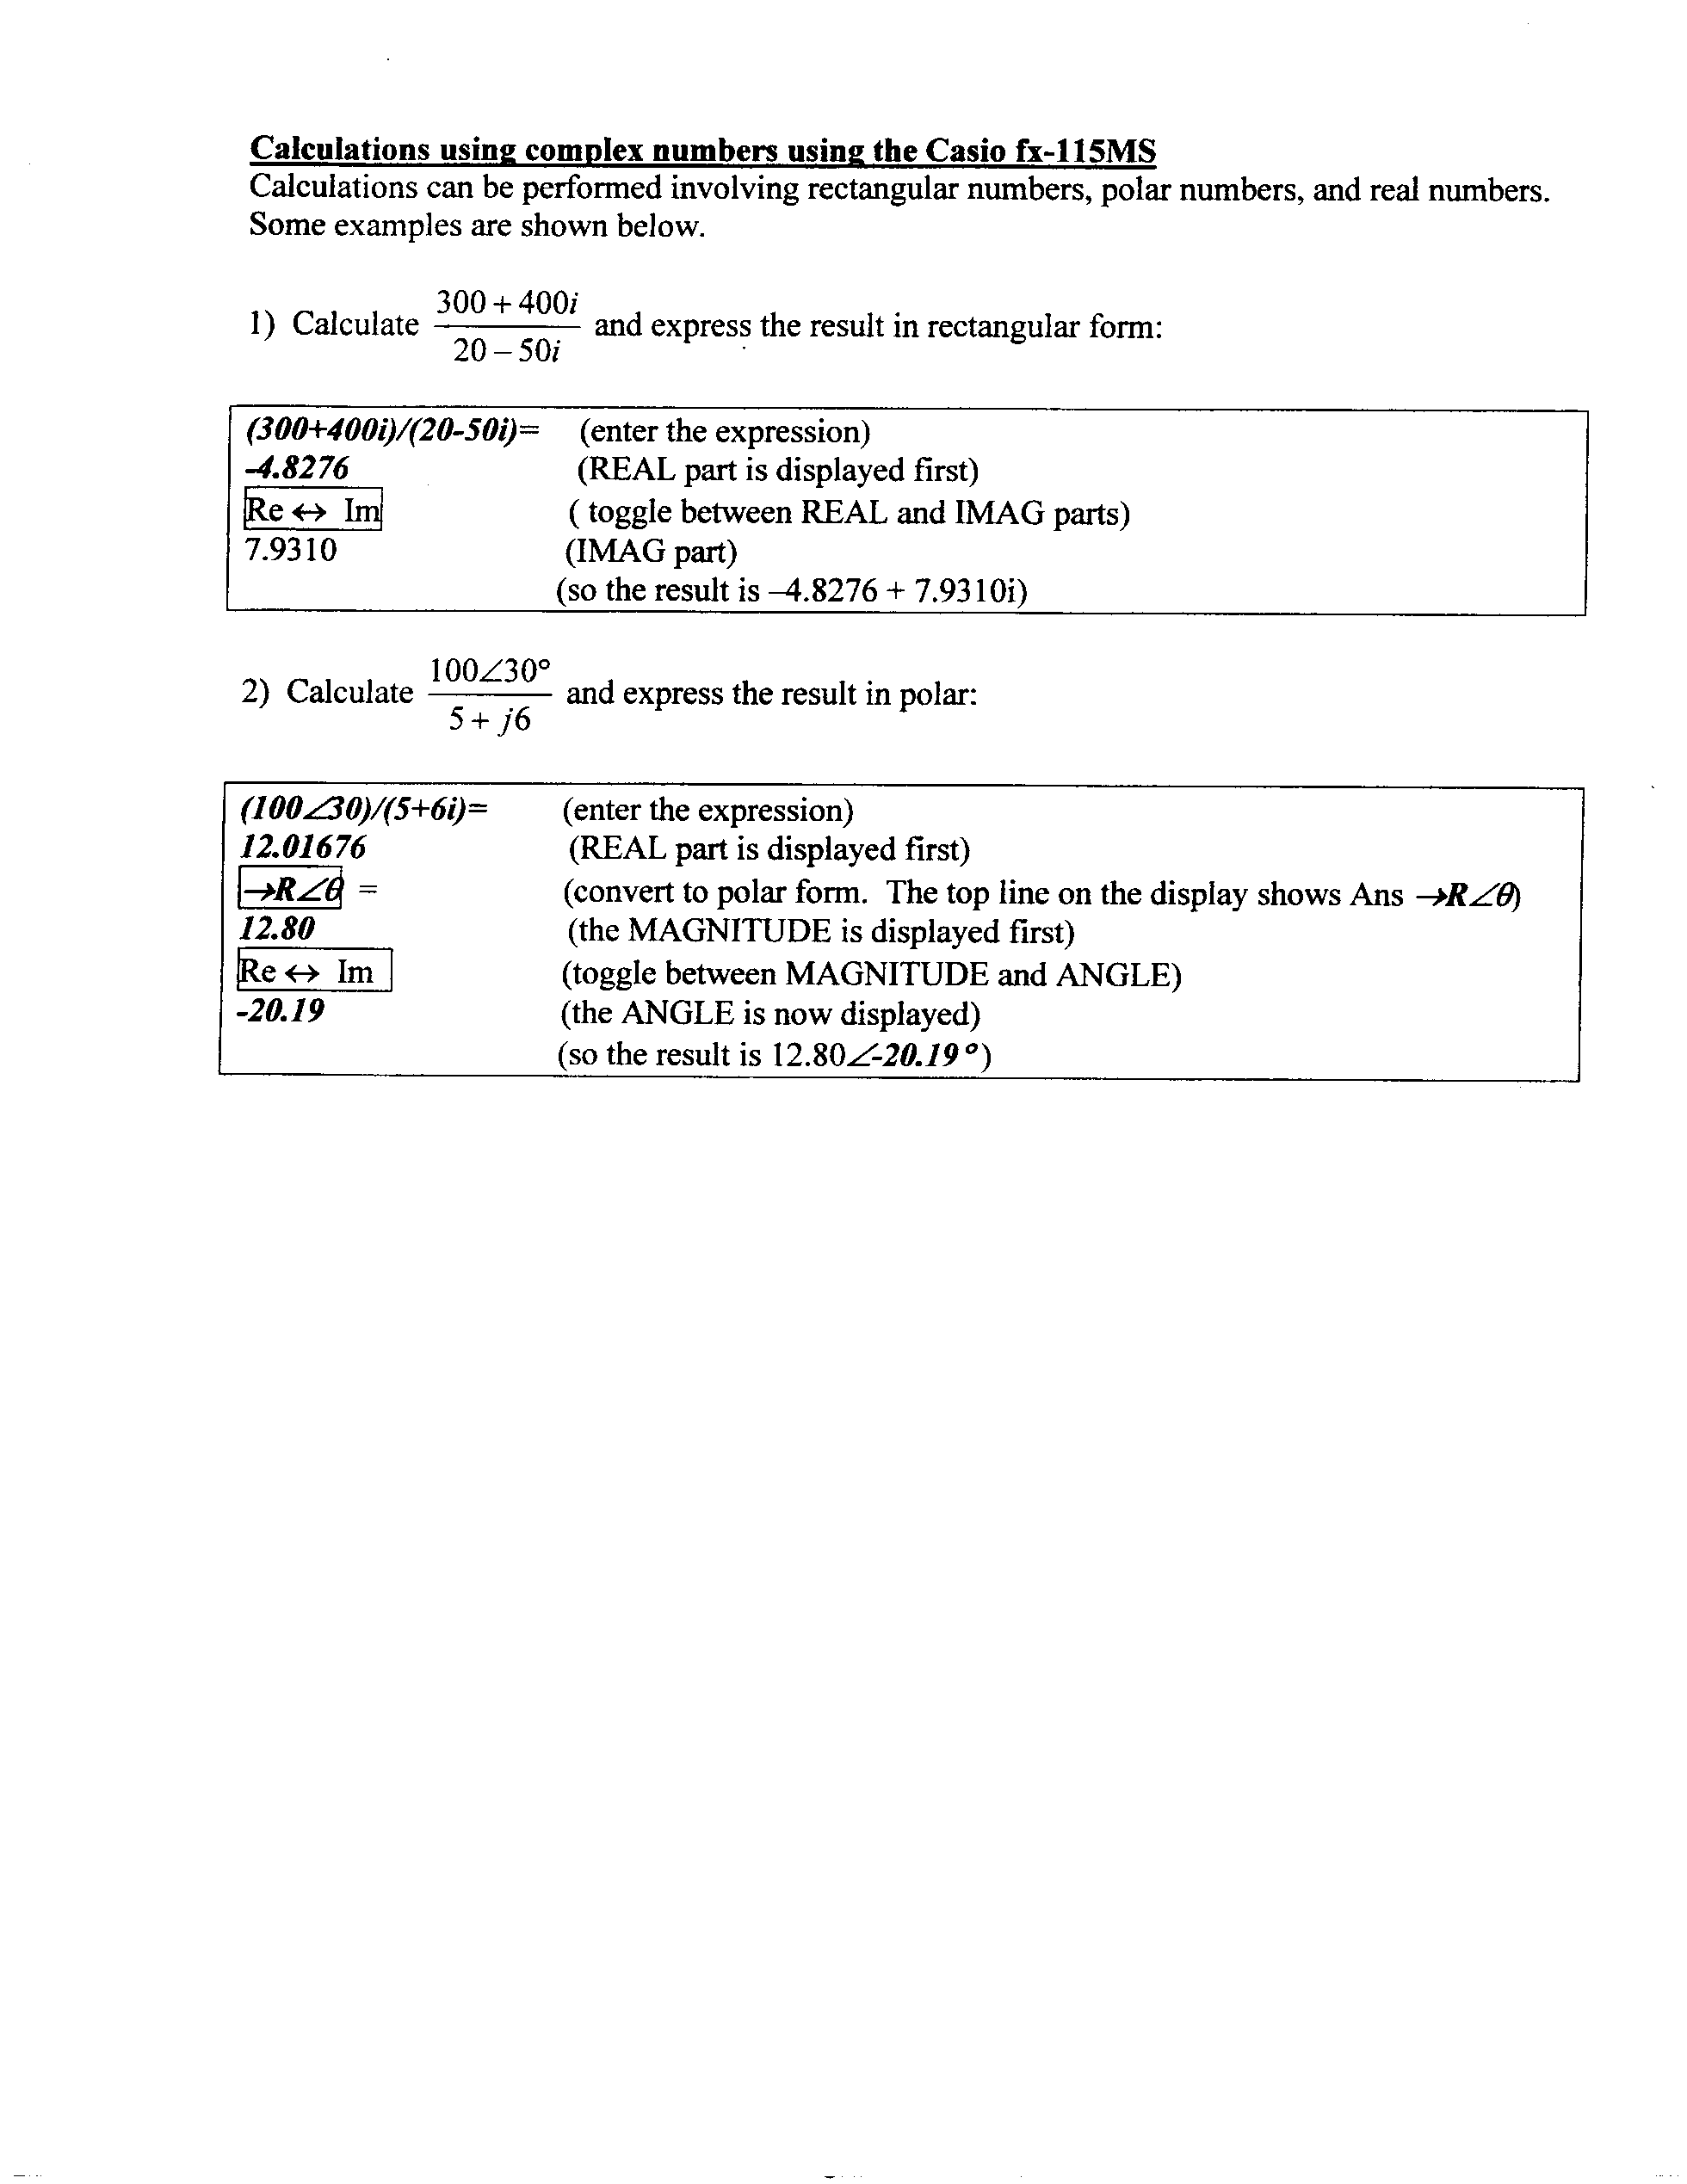 Calculations using complex numbers using the Casio fx-115MS
Calculations can be performed involving rectangular numbers, polar numbers, and real numbers.
Some examples are shown below.
1) Calculate (300 + 400i)/(20 – 50i) and express the result in rectangular form:
(300+400i)/(20-50i)= (enter the expression)
-4.8276 (REAL part is displayed first)
Re ↔ Im ( toggle between REAL and IMAG parts)
7.9310 (IMAG part)
(so the result is –4.8276 + 7.9310i)
2) Calculate (100∠30°)/(5 + j6) and express the result in polar:
(100∠30)/(5+6i)= (enter the expression)
12.01676 (REAL part is displayed first)
→R∠θ = (convert to polar form. The top line on the display shows Ans →R∠θ)
12.80 (the MAGNITUDE is displayed first)
Re ↔ Im (toggle between MAGNITUDE and ANGLE)
-20.19 (the ANGLE is now displayed)
(so the result is 12.80∠-20.19°)